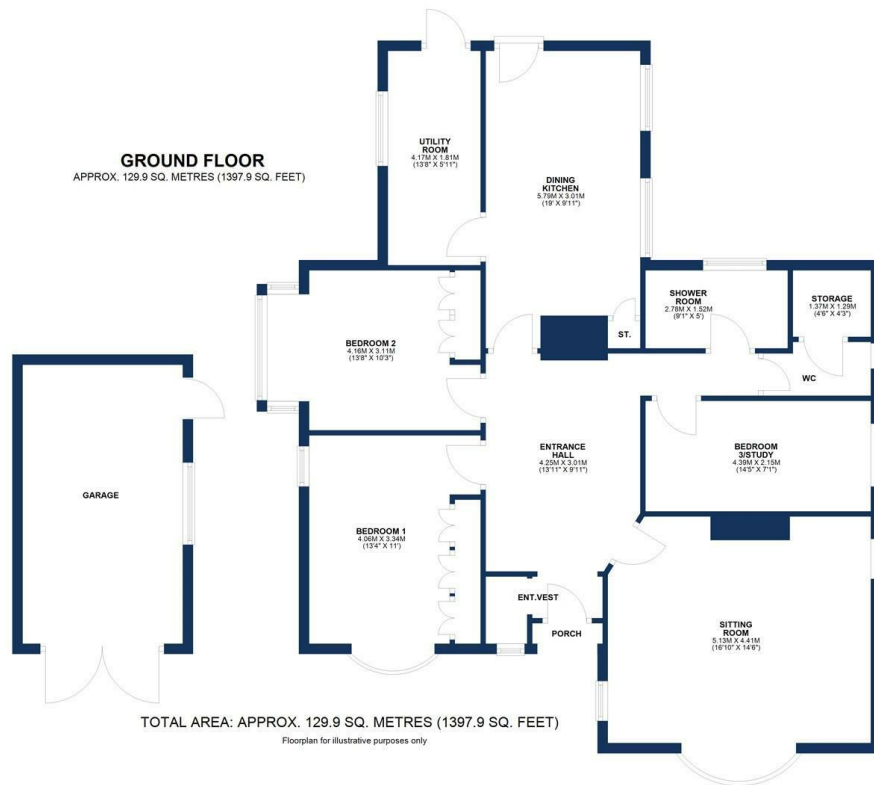 GROUND FLOOR
APPROX. 129.9 SQ. METRES (1397.9 SQ. FEET)
UTILITY
ROOM
4.17M X 1.81M
(13'8" X 5'11")
DINING
KITCHEN
5.79M X 3.01M
(19' X 9'11")
SHOWER
ROOM
2.78M X 1.52M
(9'1" X 5')
STORAGE
1.37M X 1.29M
(4'6" X 4'3")
ST.
BEDROOM 2
4.16M X 3.11M
(13'8" X 10'3")
WC
ENTRANCE
HALL
4.25M X 3.01M
(13'11" X 9'11")
BEDROOM
3/STUDY
4.39M X 2.15M
(14'5" X 7'1")
GARAGE
BEDROOM 1
4.06M X 3.34M
(13'4" X 11')
ENT.VEST
PORCH
SITTING
ROOM
5.13M X 4.41M
(16'10" X 14'6")
TOTAL AREA: APPROX. 129.9 SQ. METRES (1397.9 SQ. FEET)
Floorplan for illustrative purposes only